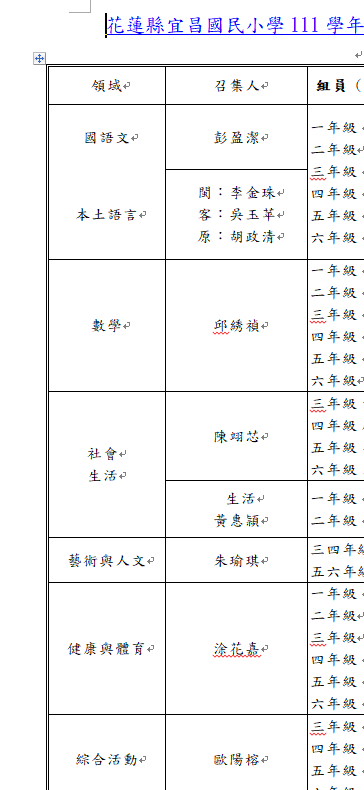 花蓮縣宜昌國民小學 111 學年
領域 召集人 組員（
國語文 彭盈潔
一年級
二年級
三年級
本土語言
閩：李金珠
客：吳玉華
原：胡政清
四年級
五年級
六年級
數學 邱綉禎
一年級
二年級
三年級
四年級
五年級
六年級
社會
生活
陳翊芯
三年級
四年級
五年級
六年級
生活
黃惠頴
一年級
二年級
藝術與人文 朱瑜琪
三四年級
五六年級
健康與體育 涂花嘉
一年級
二年級
三年級
四年級
五年級
六年級
綜合活動 歐陽榕
三年級
四年級
五年級